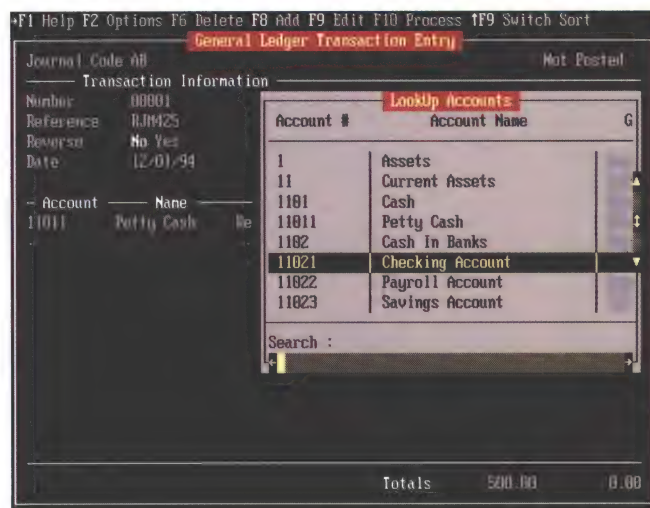 F1 Help F2 Options F6 Delete F8 Add F9 Edit F10 Process ↑F9 Switch Sort
General Ledger Transaction Entry
Journal Code AB Not Posted
Transaction Information
Number 00001
Reference RJM425
Reverse No Yes
Date 12/01/94
Account Name
11011 Petty Cash Re
LookUp Accounts
Account # Account Name G
1 Assets
11 Current Assets
1101 Cash
11011 Petty Cash
1102 Cash In Banks
11021 Checking Account
11022 Payroll Account
11023 Savings Account
Search :
Totals 500.00 0.00